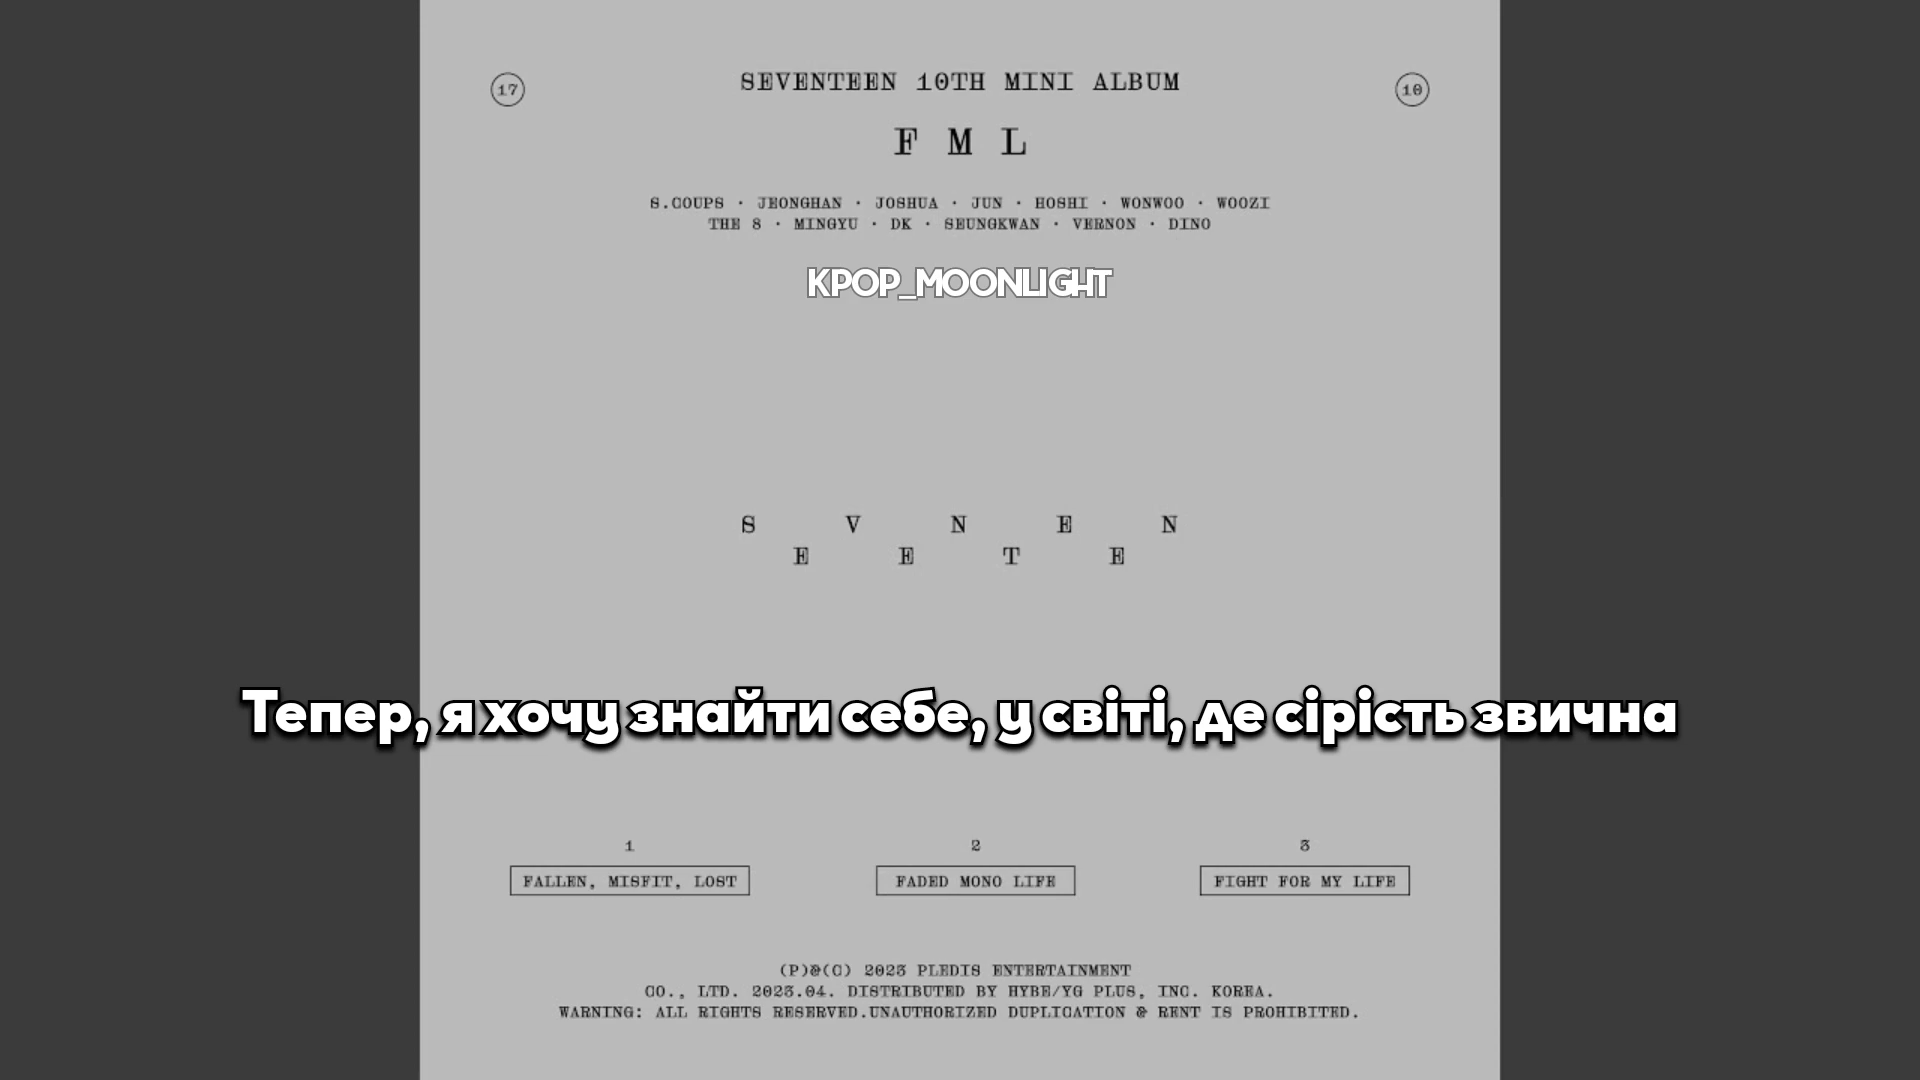 17
SEVENTEEN 10TH MINI ALBUM
10
F M L
S.COUPS · JEONGHAN · JOSHUA · JUN · HOSHI · WONWOO · WOOZI
THE 8 · MINGYU · DK · SEUNGKWAN · VERNON · DINO
KPOP_MOONLIGHT
S V N E N
E E T E
Тепер, я хочу знайти себе, у світі, де сірість звична
1 2 3
FALLEN, MISFIT, LOST
FADED MONO LIFE
FIGHT FOR MY LIFE
(P)&(C) 2023 PLEDIS ENTERTAINMENT
CO., LTD. 2023.04. DISTRIBUTED BY HYBE/YG PLUS, INC. KOREA.
WARNING: ALL RIGHTS RESERVED.UNAUTHORIZED DUPLICATION & RENT IS PROHIBITED.